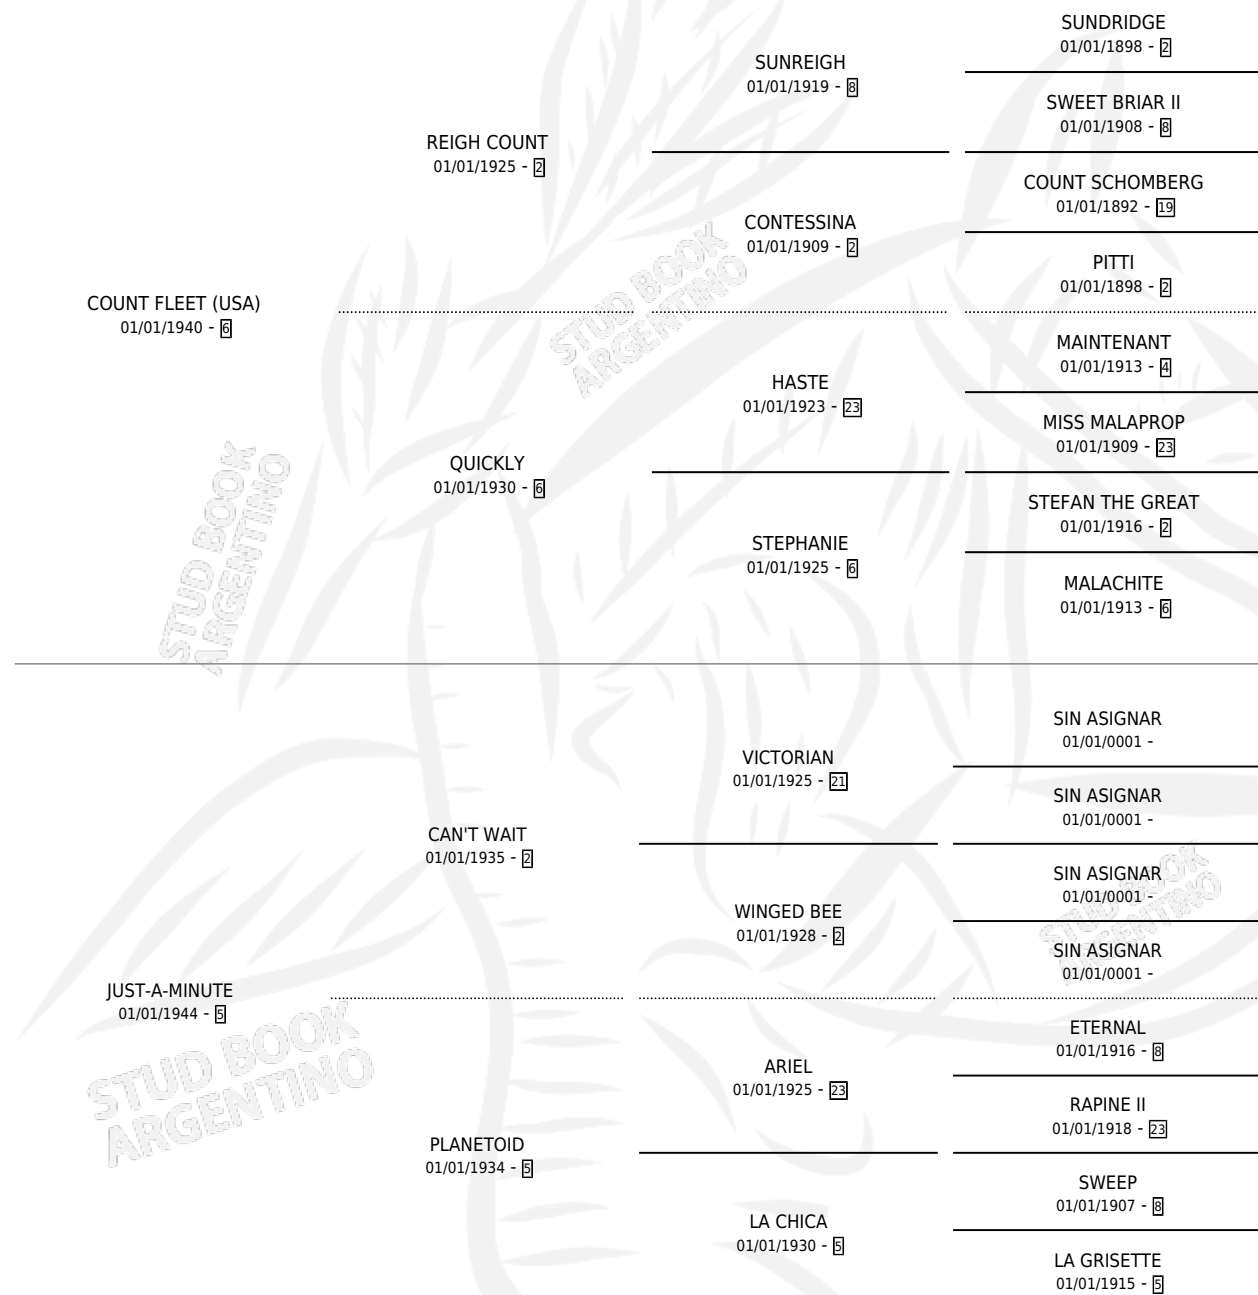 SUNDRIDGE
01/01/1898 - 2
SUNREIGH
01/01/1919 - 8
SWEET BRIAR II
01/01/1908 - 8
REIGH COUNT
01/01/1925 - 2
COUNT SCHOMBERG
01/01/1892 - 19
CONTESSINA
01/01/1909 - 2
PITTI
01/01/1898 - 2
COUNT FLEET (USA)
01/01/1940 - 6
STUD BOOK
ARGENTINO
MAINTENANT
01/01/1913 - 4
HASTE
01/01/1923 - 23
MISS MALAPROP
01/01/1909 - 23
QUICKLY
01/01/1930 - 6
STUD BOOK
ARGENTINO
STEFAN THE GREAT
01/01/1916 - 2
STEPHANIE
01/01/1925 - 6
MALACHITE
01/01/1913 - 6
SIN ASIGNAR
01/01/0001 -
VICTORIAN
01/01/1925 - 21
SIN ASIGNAR
01/01/0001 -
CAN'T WAIT
01/01/1935 - 2
SIN ASIGNAR
01/01/0001 -
STUD BOOK
ARGENTINO
WINGED BEE
01/01/1928 - 2
SIN ASIGNAR
01/01/0001 -
JUST-A-MINUTE
01/01/1944 - 5
STUD BOOK
ARGENTINO
ETERNAL
01/01/1916 - 8
ARIEL
01/01/1925 - 23
RAPINE II
01/01/1918 - 23
PLANETOID
01/01/1934 - 5
SWEEP
01/01/1907 - 8
LA CHICA
01/01/1930 - 5
LA GRISETTE
01/01/1915 - 5